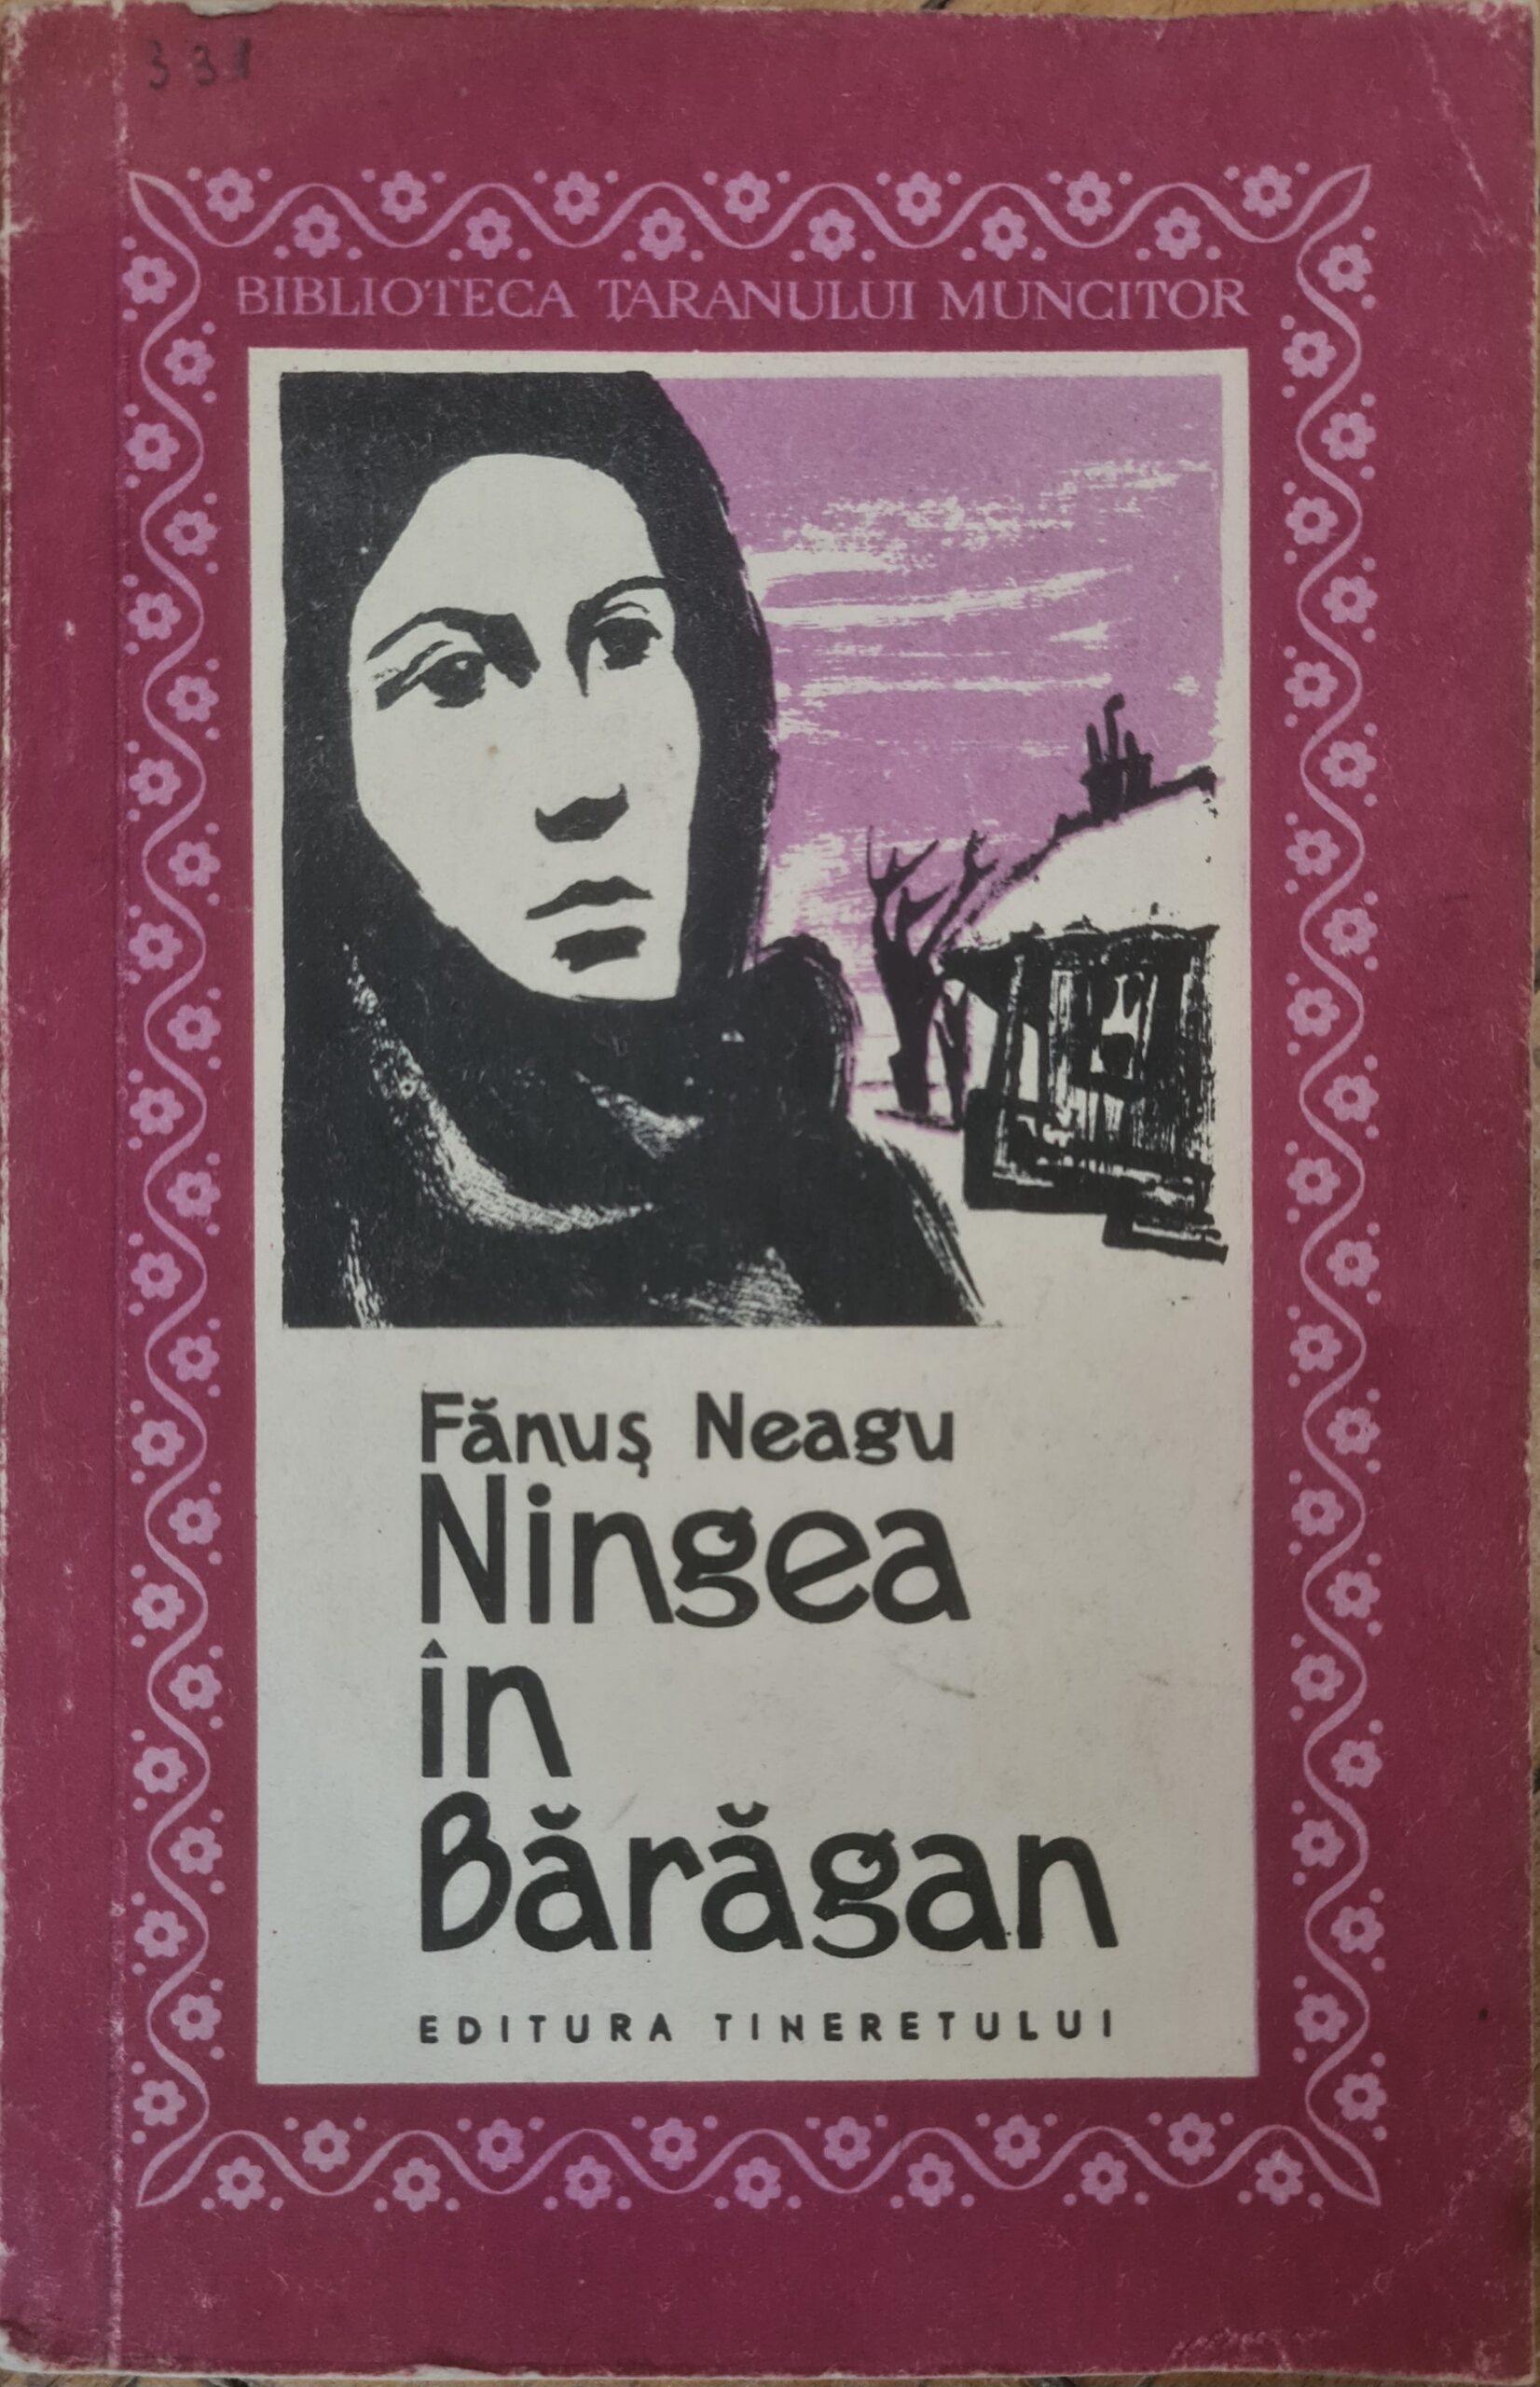 331
BIBLIOTECA ȚARANULUI MUNCITOR
Fănuș Neagu
Ningea
în
Bărăgan
EDITURA TINERETULUI